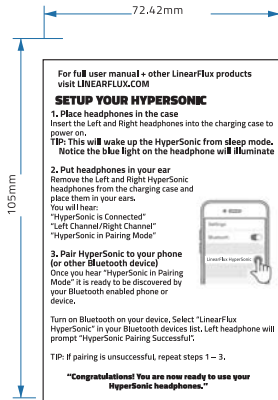 72.42mm
105mm
For full user manual + other LinearFlux products
visit LINEARFLUX.COM
SETUP YOUR HYPERSONIC
1. Place headphones in the case
Insert the Left and Right headphones into the charging case to
power on.
TIP: This will wake up the HyperSonic from sleep mode.
Notice the blue light on the headphone will illuminate
2. Put headphones in your ear
Remove the Left and Right HyperSonic
headphones from the charging case and
place them in your ears.
You will hear:
“HyperSonic is Connected”
“Left Channel/Right Channel”
“HyperSonic in Pairing Mode”
Settings
Bluetooth
LinearFlux HyperSonic
3. Pair HyperSonic to your phone
(or other Bluetooth device)
Once you hear “HyperSonic in Pairing
Mode” it is ready to be discovered by
your Bluetooth enabled phone or
device.
Turn on Bluetooth on your device, Select “LinearFlux
HyperSonic” in your Bluetooth devices list. Left headphone will
prompt “HyperSonic Pairing Successful”.
TIP: If pairing is unsuccessful, repeat steps 1 – 3.
“Congratulations! You are now ready to use your
HyperSonic headphones.”